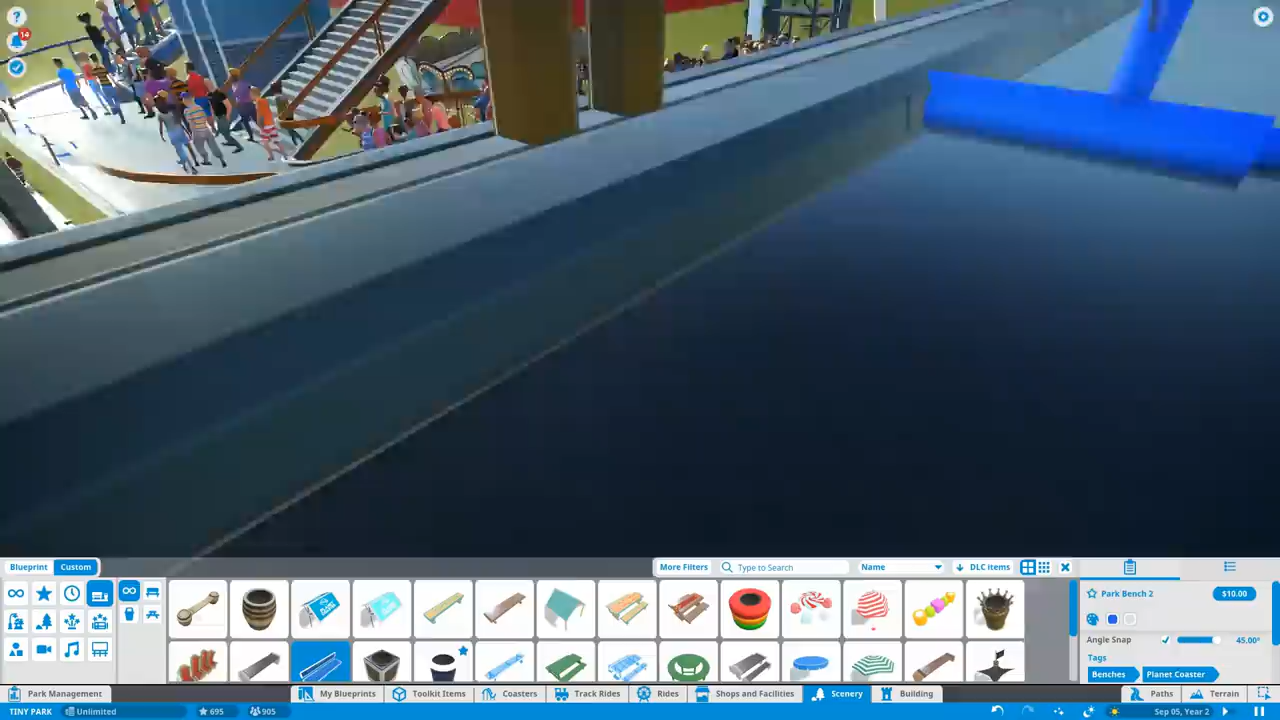 ?
14
Blueprint
Custom
More Filters
Type to Search
Name
DLC items
Park Bench 2
$10.00
Angle Snap
45.00°
Tags
Benches
Planet Coaster
Park Management
My Blueprints
Toolkit Items
Coasters
Track Rides
Rides
Shops and Facilities
Scenery
Building
Paths
Terrain
TINY PARK
Unlimited
695
905
Sep 05, Year 2